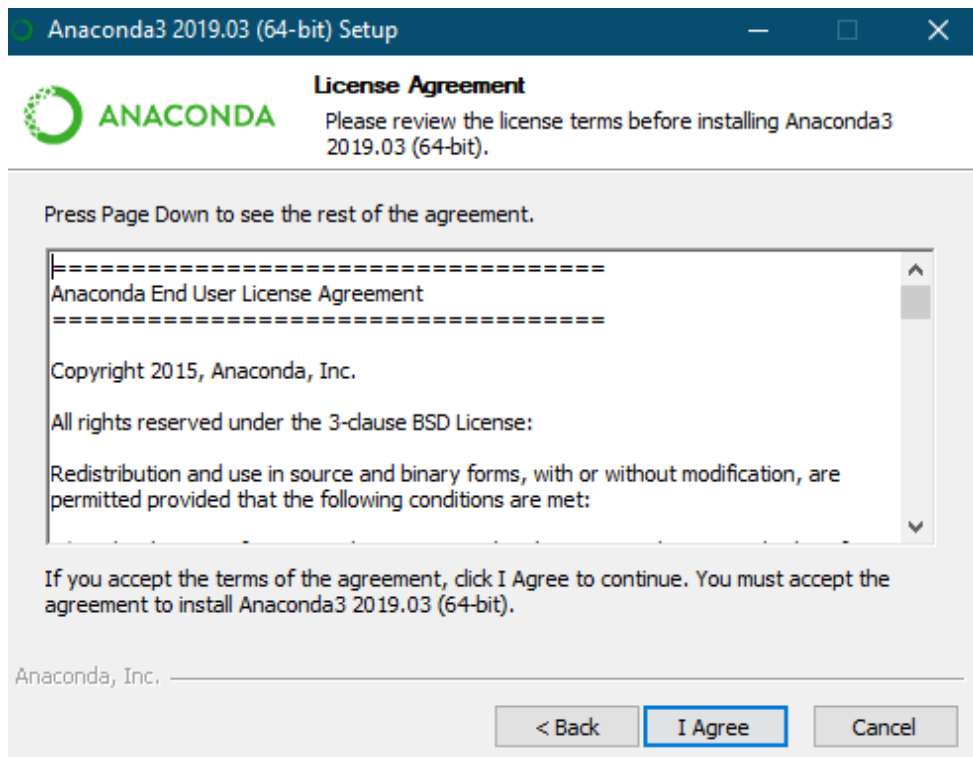 Anaconda3 2019.03 (64-bit) Setup
ANACONDA
License Agreement
Please review the license terms before installing Anaconda3
2019.03 (64-bit).
Press Page Down to see the rest of the agreement.
===================================
Anaconda End User License Agreement
===================================
Copyright 2015, Anaconda, Inc.
All rights reserved under the 3-clause BSD License:
Redistribution and use in source and binary forms, with or without modification, are
permitted provided that the following conditions are met:
If you accept the terms of the agreement, click I Agree to continue. You must accept the
agreement to install Anaconda3 2019.03 (64-bit).
Anaconda, Inc.
< Back
I Agree
Cancel